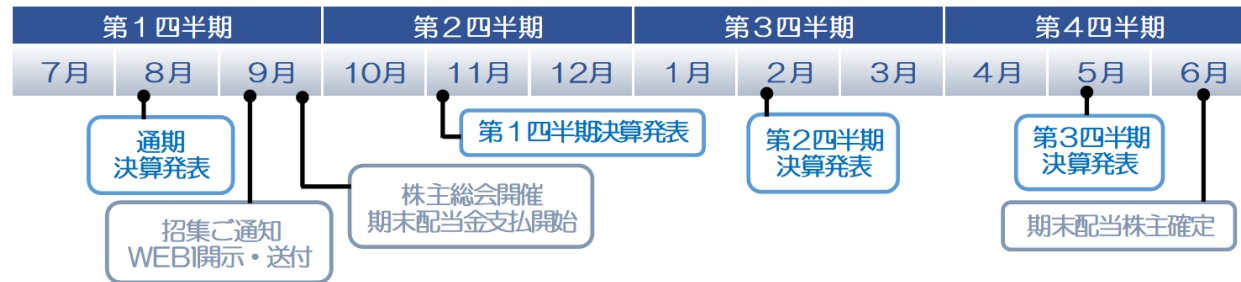 第1四半期 第2四半期 第3四半期 第4四半期
7月 8月 9月 10月 11月 12月 1月 2月 3月 4月 5月 6月
通期
決算発表
第1四半期決算発表
第2四半期
決算発表
第3四半期
決算発表
招集ご通知
WEB開示・送付
株主総会開催
期末配当金支払開始
期末配当株主確定